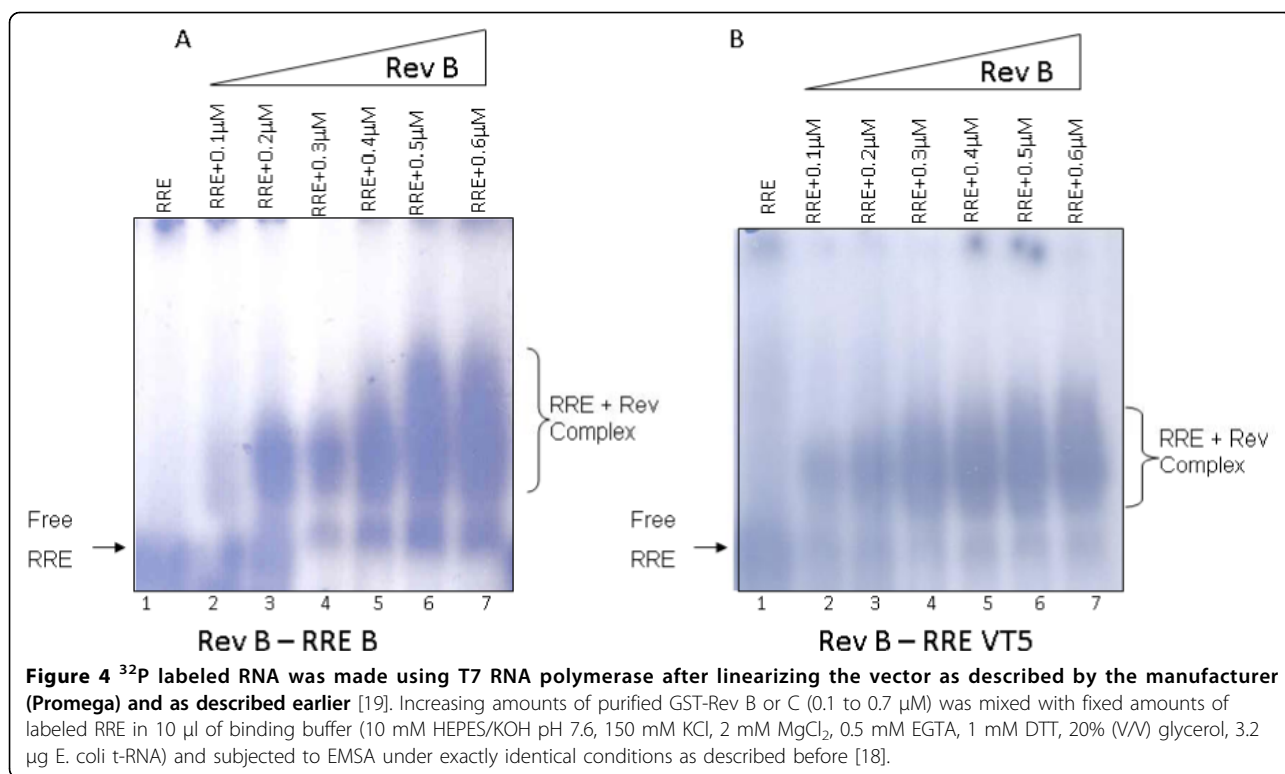 A
Rev B
RRE
RRE+0.1µM
RRE+0.2µM
RRE+0.3µM
RRE+0.4µM
RRE+0.5µM
RRE+0.6µM
RRE + Rev
Complex
Free
RRE
1 2 3 4 5 6 7
Rev B – RRE B
B
Rev B
RRE
RRE+0.1µM
RRE+0.2µM
RRE+0.3µM
RRE+0.4µM
RRE+0.5µM
RRE+0.6µM
RRE + Rev
Complex
Free
RRE
1 2 3 4 5 6 7
Rev B – RRE VT5
Figure 4 ³²P labeled RNA was made using T7 RNA polymerase after linearizing the vector as described by the manufacturer
(Promega) and as described earlier [19]. Increasing amounts of purified GST-Rev B or C (0.1 to 0.7 μM) was mixed with fixed amounts of
labeled RRE in 10 μl of binding buffer (10 mM HEPES/KOH pH 7.6, 150 mM KCl, 2 mM MgCl₂, 0.5 mM EGTA, 1 mM DTT, 20% (V/V) glycerol, 3.2
μg E. coli t-RNA) and subjected to EMSA under exactly identical conditions as described before [18].